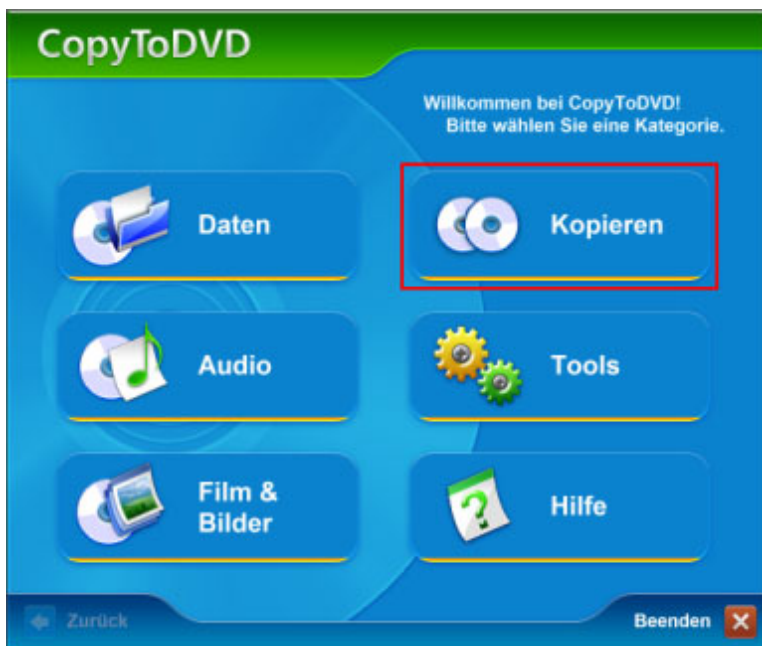 CopyToDVD
Willkommen bei CopyToDVD!
Bitte wählen Sie eine Kategorie.
Daten
Kopieren
Audio
Tools
Film &
Bilder
Hilfe
Zurück
Beenden